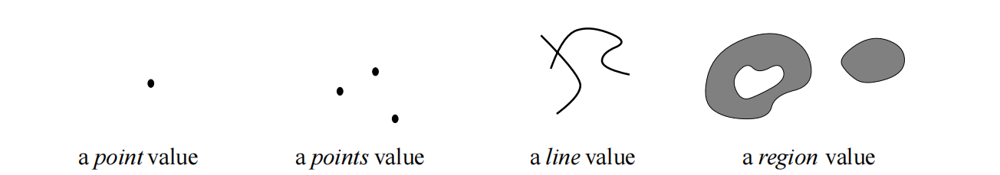 a point value
a points value
a line value
a region value